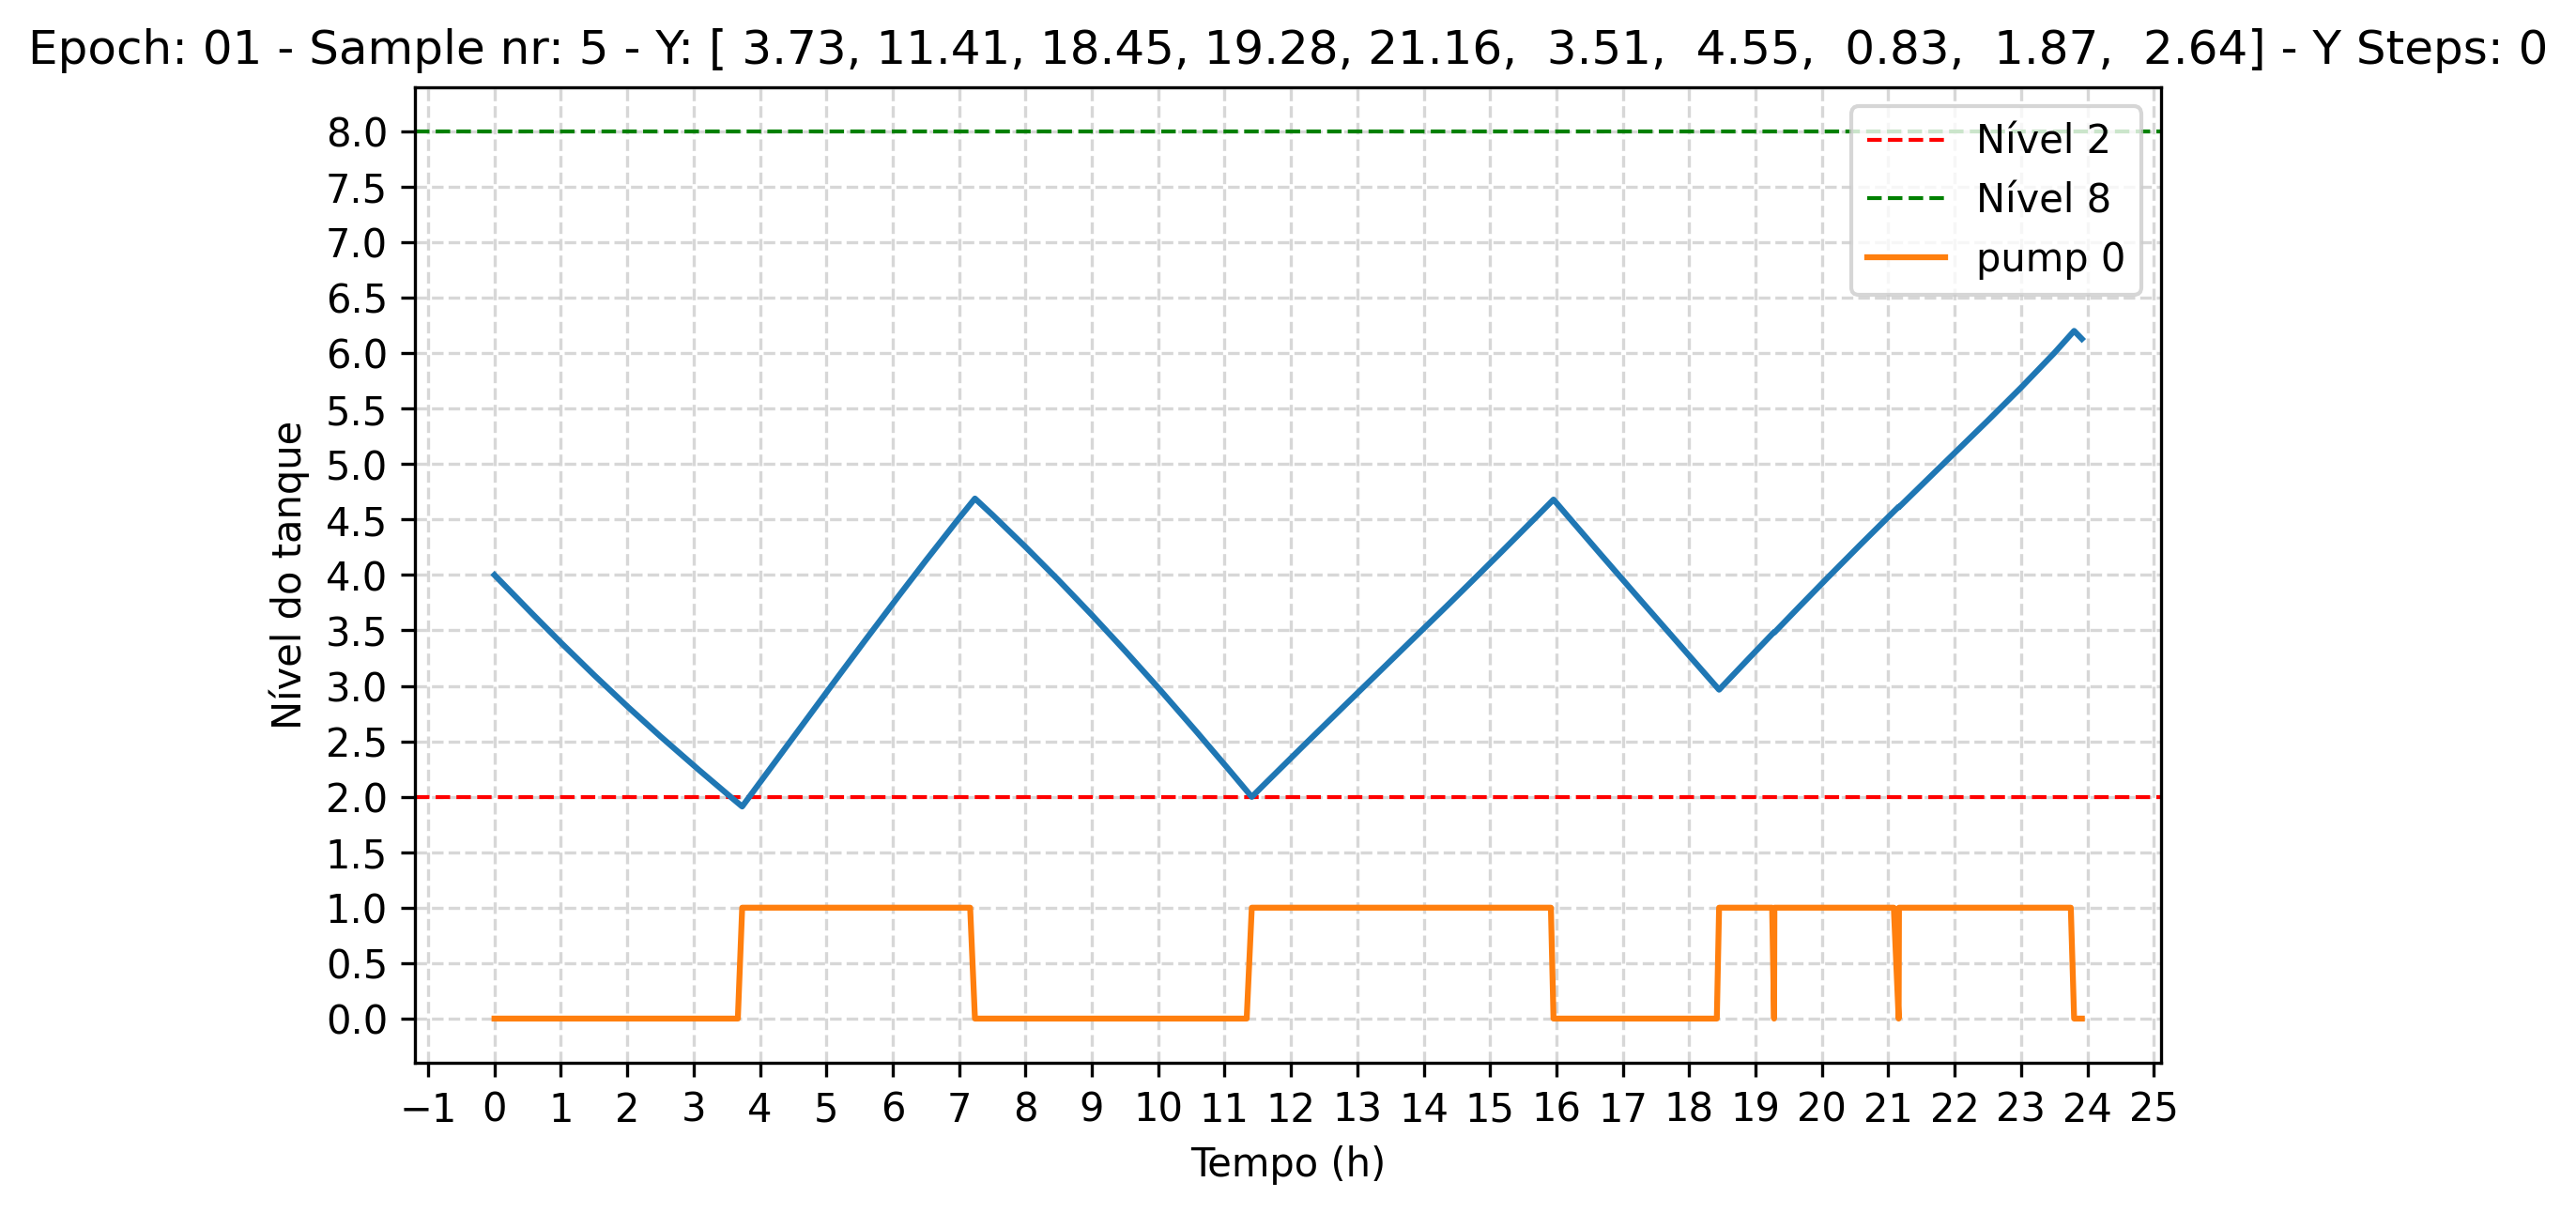 Epoch: 01 - Sample nr: 5 - Y: [ 3.73, 11.41, 18.45, 19.28, 21.16,  3.51,  4.55,  0.83,  1.87,  2.64] - Y Steps: 0
8.0
7.5
7.0
6.5
6.0
5.5
5.0
4.5
4.0
3.5
3.0
2.5
2.0
1.5
1.0
0.5
0.0
Nível do tanque
Nível 2
Nível 8
pump 0
−1 0 1 2 3 4 5 6 7 8 9 10 11 12 13 14 15 16 17 18 19 20 21 22 23 24 25
Tempo (h)